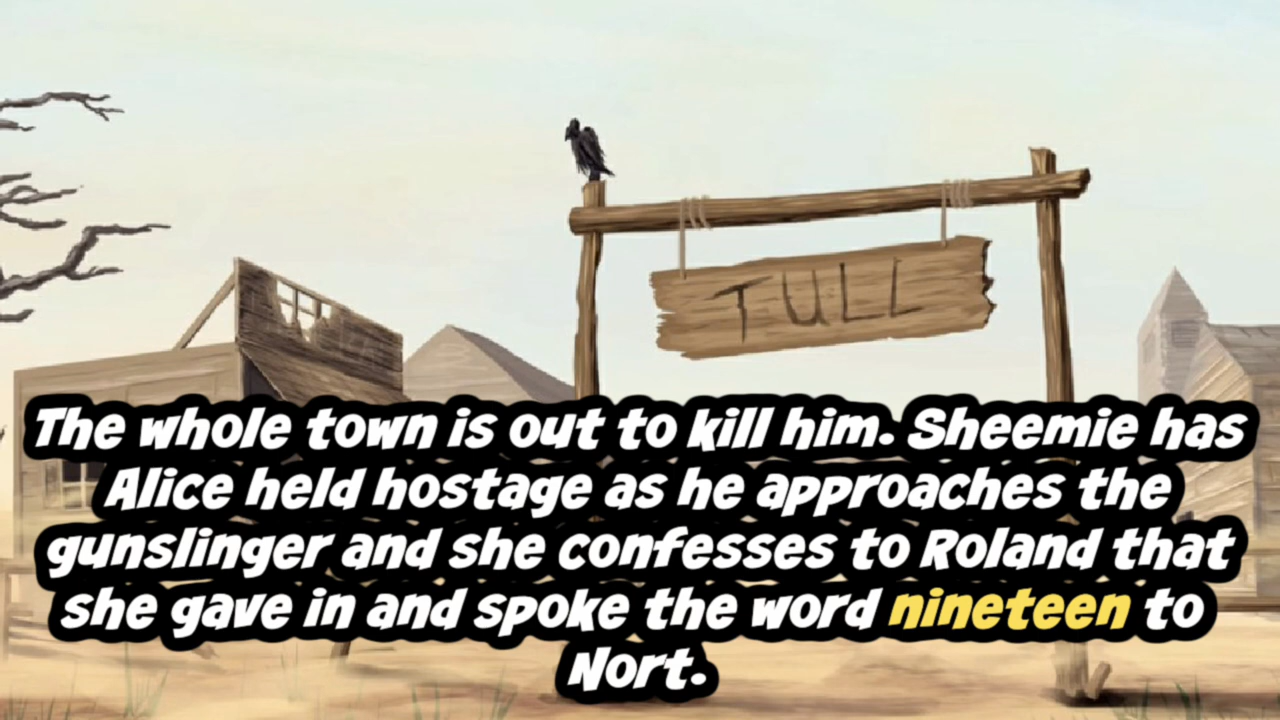 TULL
The whole town is out to kill him. Sheemie has
Alice held hostage as he approaches the
gunslinger and she confesses to Roland that
she gave in and spoke the word nineteen to
Nort.